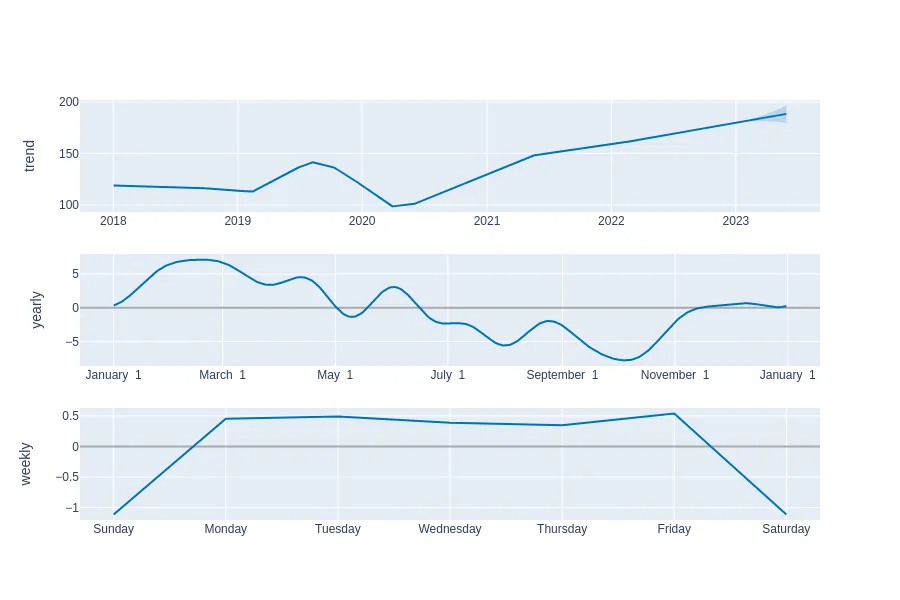 trend
200
150
100
2018 2019 2020 2021 2022 2023
yearly
5
0
−5
January 1 March 1 May 1 July 1 September 1 November 1 January 1
weekly
0.5
0
−0.5
−1
Sunday Monday Tuesday Wednesday Thursday Friday Saturday